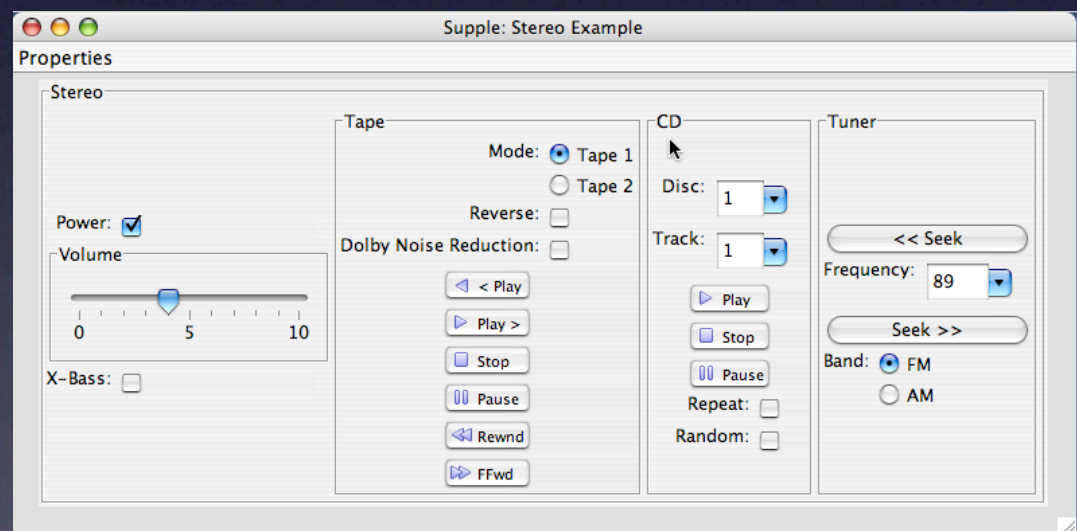 Supple: Stereo Example
Properties
Stereo
Power:
Volume
0 5 10
X-Bass:
Tape
Mode: Tape 1
Tape 2
Reverse:
Dolby Noise Reduction:
< Play
Play >
Stop
Pause
Rewnd
FFwd
CD
Disc: 1
Track: 1
Play
Stop
Pause
Repeat:
Random:
Tuner
<< Seek
Frequency: 89
Seek >>
Band: FM
AM